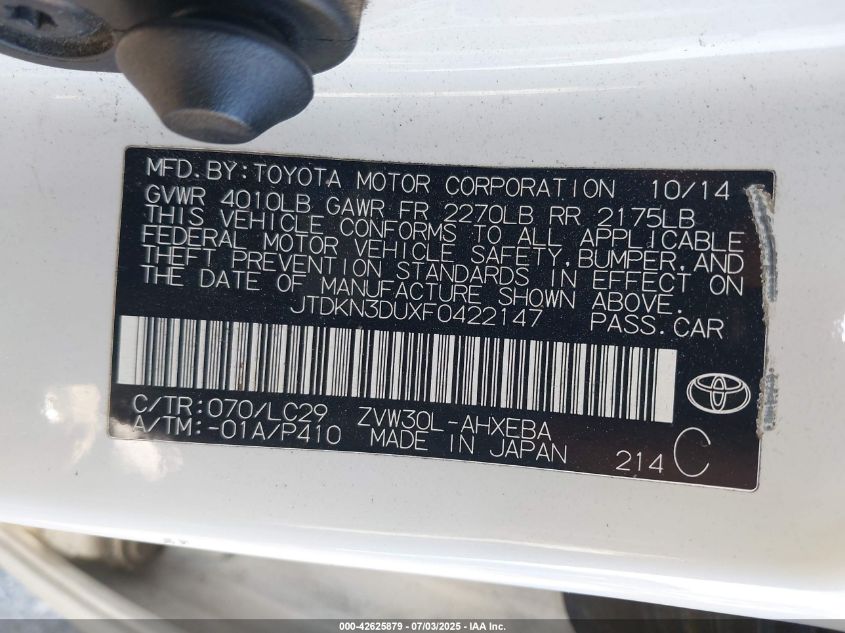 MFD.BY:TOYOTA MOTOR CORPORATION 10/14
GVWR 4010LB GAWR FR 2270LB RR 2175LB
THIS VEHICLE CONFORMS TO ALL APPLICABLE
FEDERAL MOTOR VEHICLE SAFETY,BUMPER,AND
THEFT PREVENTION STANDARDS IN EFFECT ON
THE DATE OF MANUFACTURE SHOWN ABOVE.
JTDKN3DUXF0422147 PASS.CAR
C/TR:070/LC29 ZVW30L-AHXEBA
A/TM:-01A/P410 MADE IN JAPAN 214 C
000-42625879 - 07/03/2025 - IAA Inc.